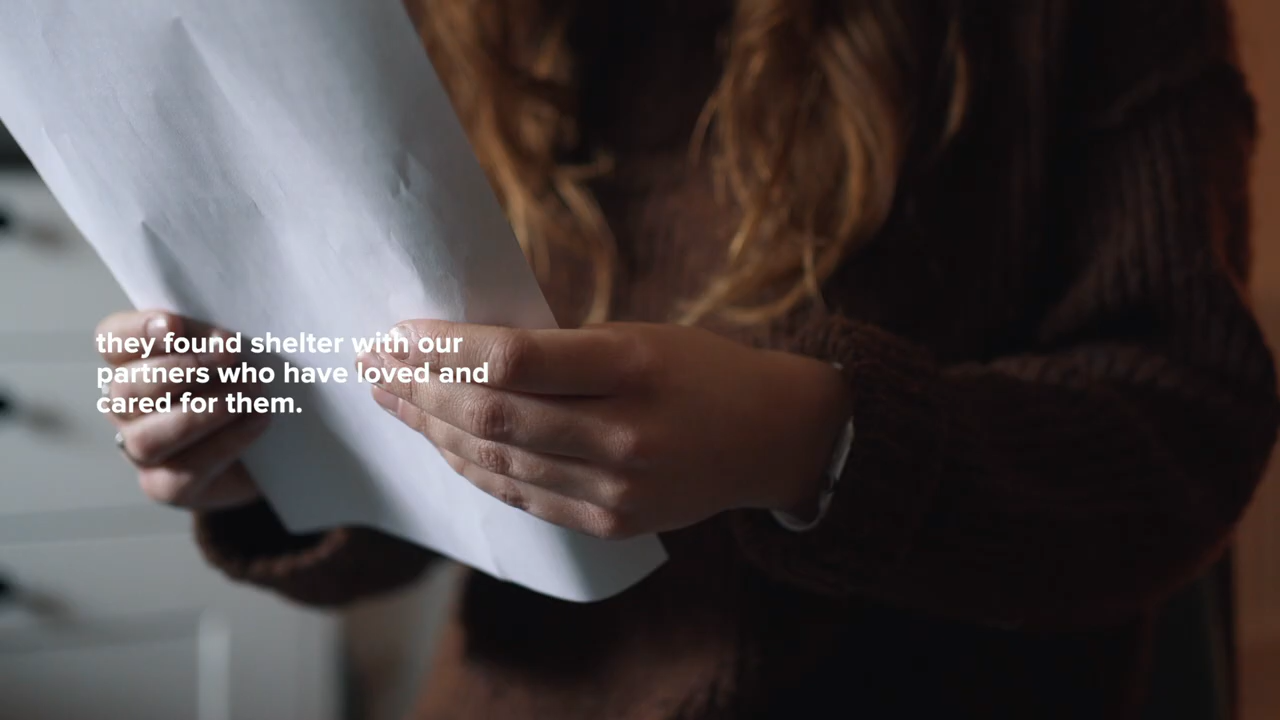 they found shelter with our
partners who have loved and
cared for them.